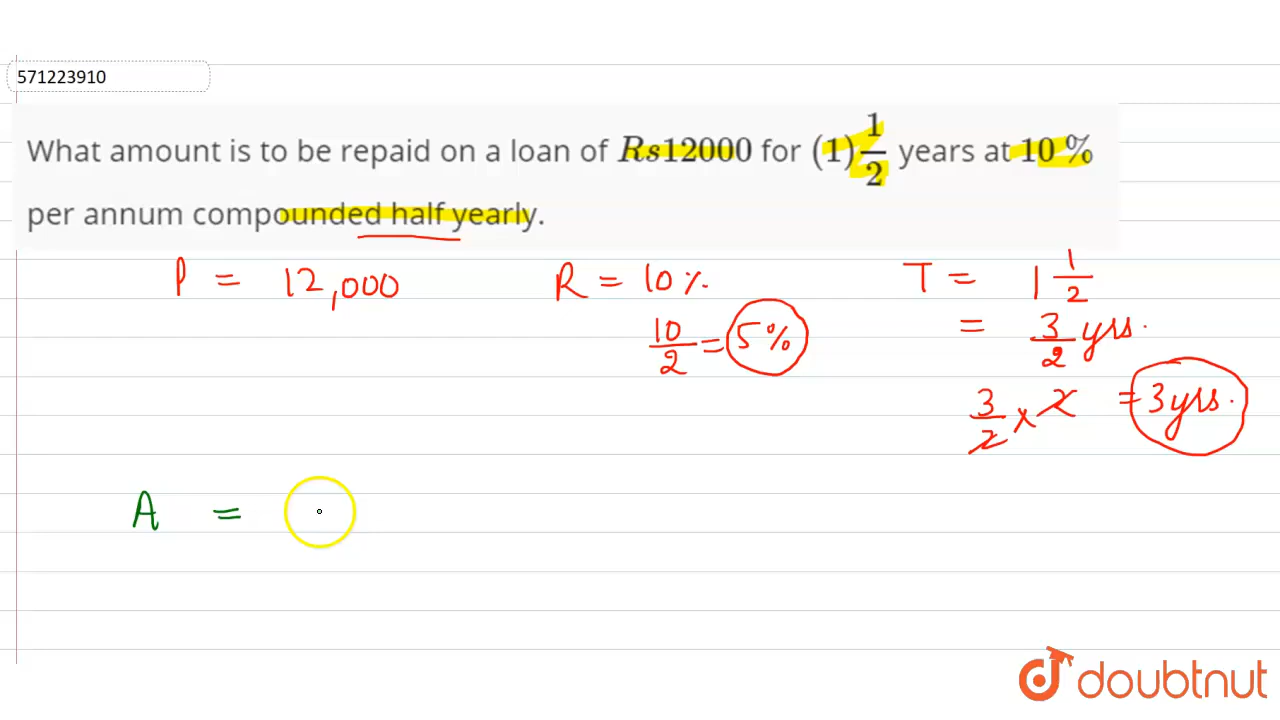 571223910
What amount is to be repaid on a loan of Rs12000 for (1)1/2 years at 10 %
per annum compounded half yearly.
P = 12,000 R = 10% T = 1 1/2
10/2 = 5% = 3/2 yrs.
3/2 x 2 = 3 yrs.
A =
doubtnut